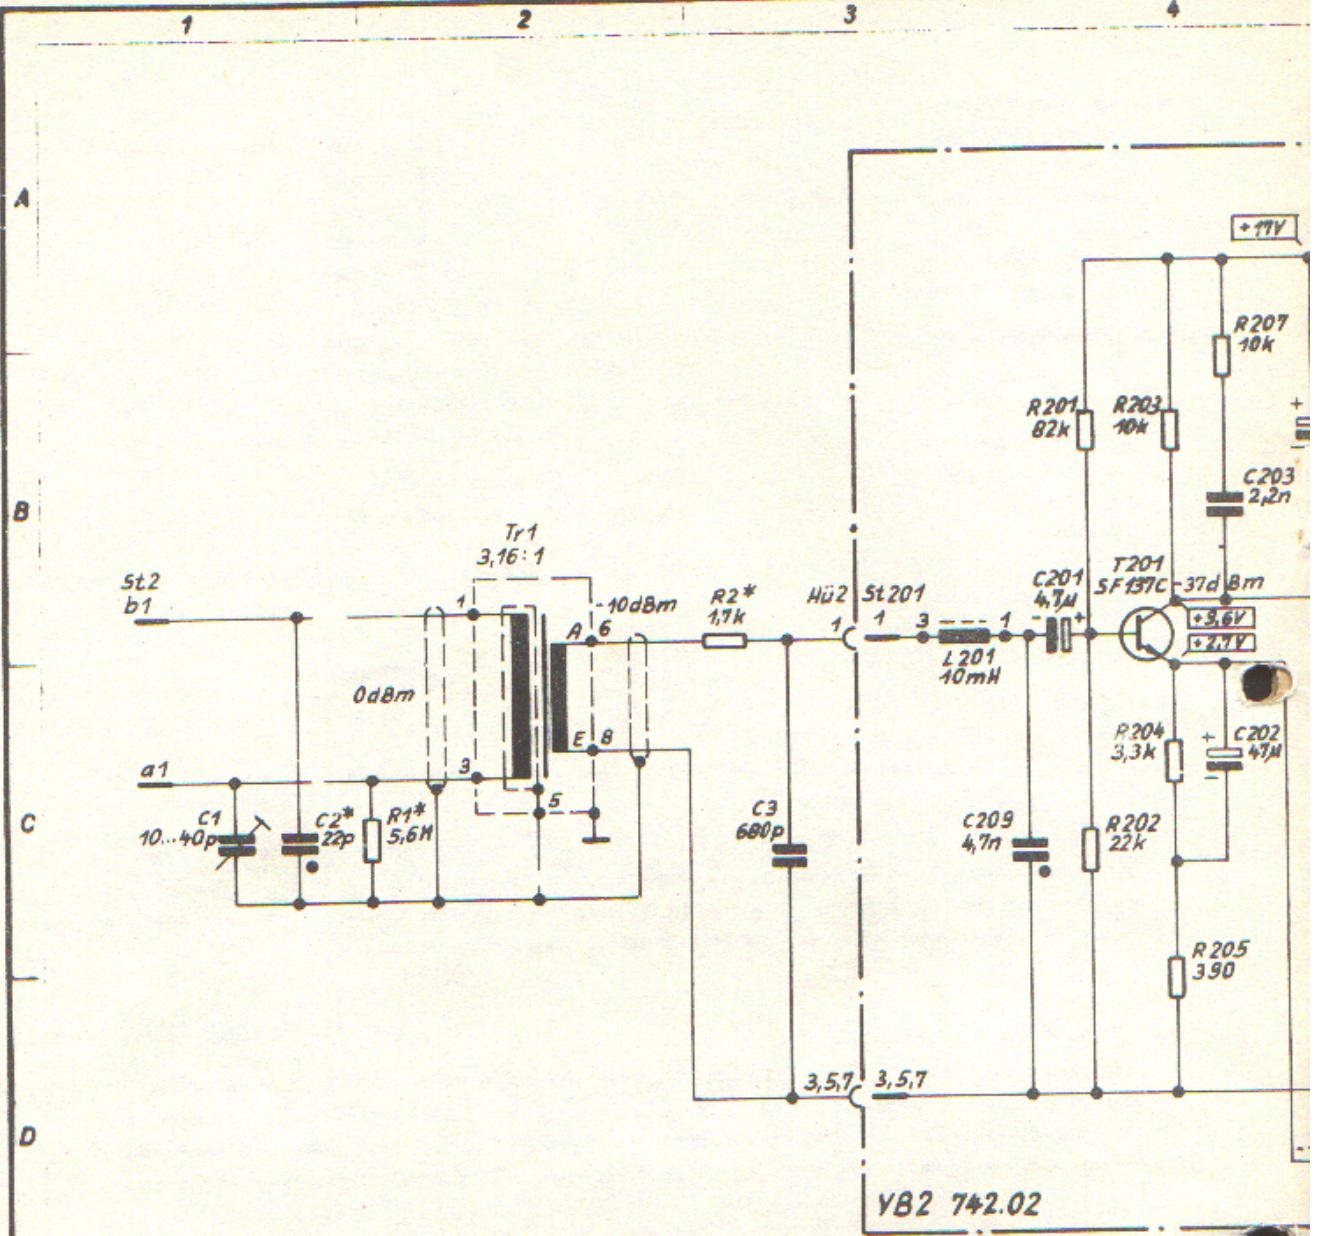 1 2 3 4
A
+17V
R207
10k
R201
82k
R203
10k
C203
2,2n
B
Tr1
3,16:1
St2
b1
1
-10dBm
A 6
R2*
1,7k
Hü2
St201
1 1
3
1
L201
10mH
C201
4,7µ
- +
T201
SF137C
-37dBm
+3,6V
+2,7V
0dBm
E 8
a1
3
5
C
C1
10...40p
C2*
22p
R1*
5,6M
C3
680p
C209
4,7n
R202
22k
R204
3,3k
+
-
C202
47µ
R205
390
3,5,7 3,5,7
D
YB2 742.02